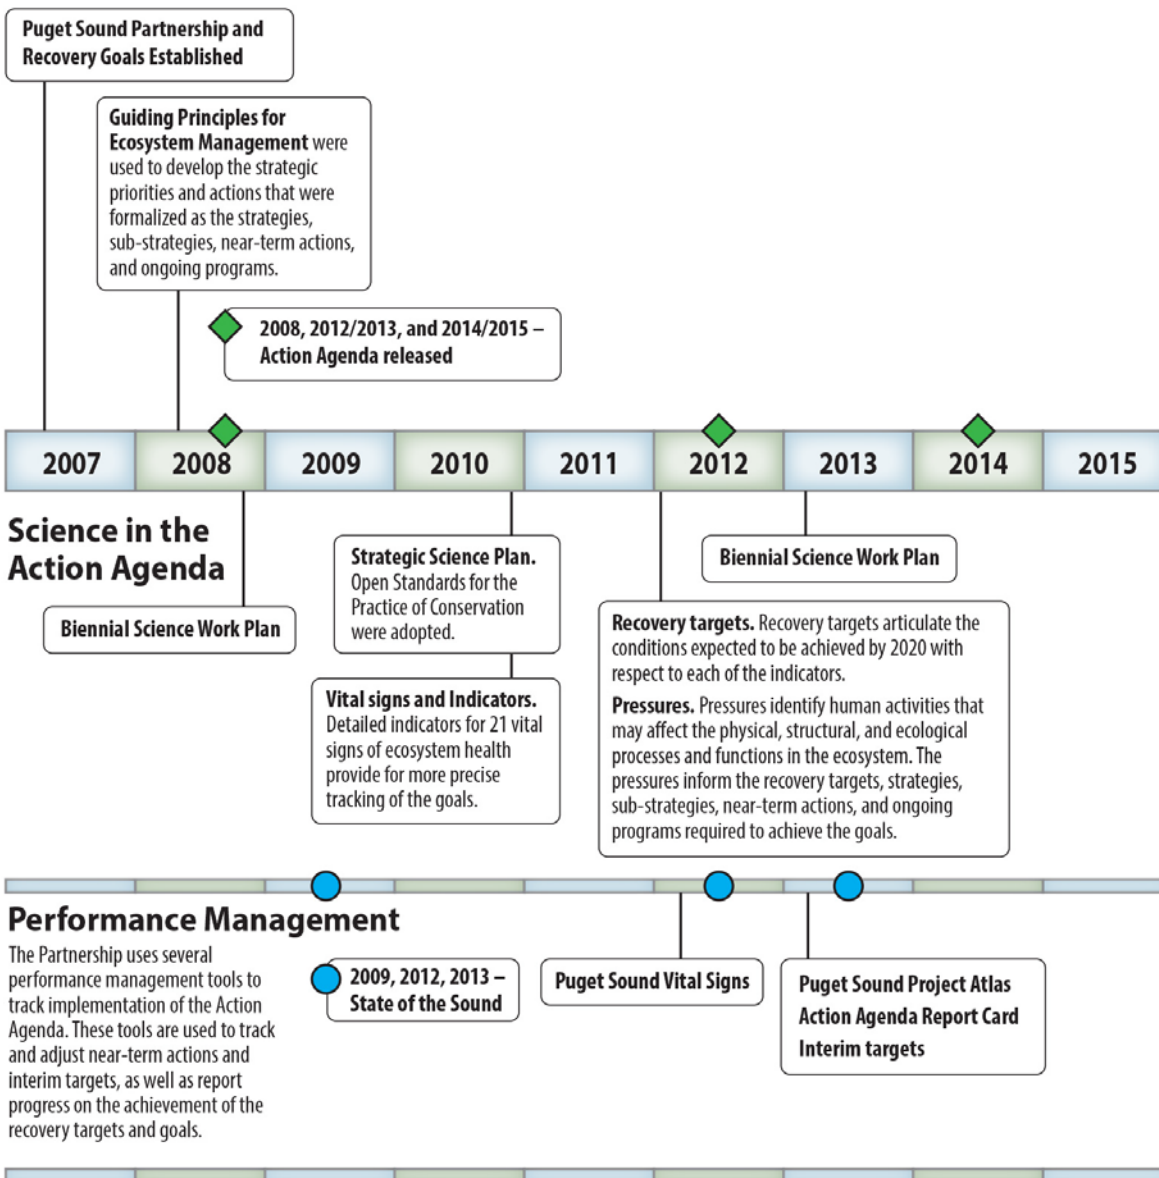 Puget Sound Partnership and
Recovery Goals Established
Guiding Principles for
Ecosystem Management were
used to develop the strategic
priorities and actions that were
formalized as the strategies,
sub-strategies, near-term actions,
and ongoing programs.
2008, 2012/2013, and 2014/2015 –
Action Agenda released
2007 2008 2009 2010 2011 2012 2013 2014 2015
Science in the
Action Agenda
Biennial Science Work Plan
Strategic Science Plan.
Open Standards for the
Practice of Conservation
were adopted.
Vital signs and Indicators.
Detailed indicators for 21 vital
signs of ecosystem health
provide for more precise
tracking of the goals.
Biennial Science Work Plan
Recovery targets. Recovery targets articulate the
conditions expected to be achieved by 2020 with
respect to each of the indicators.
Pressures. Pressures identify human activities that
may affect the physical, structural, and ecological
processes and functions in the ecosystem. The
pressures inform the recovery targets, strategies,
sub-strategies, near-term actions, and ongoing
programs required to achieve the goals.
Performance Management
The Partnership uses several
performance management tools to
track implementation of the Action
Agenda. These tools are used to track
and adjust near-term actions and
interim targets, as well as report
progress on the achievement of the
recovery targets and goals.
2009, 2012, 2013 –
State of the Sound
Puget Sound Vital Signs
Puget Sound Project Atlas
Action Agenda Report Card
Interim targets